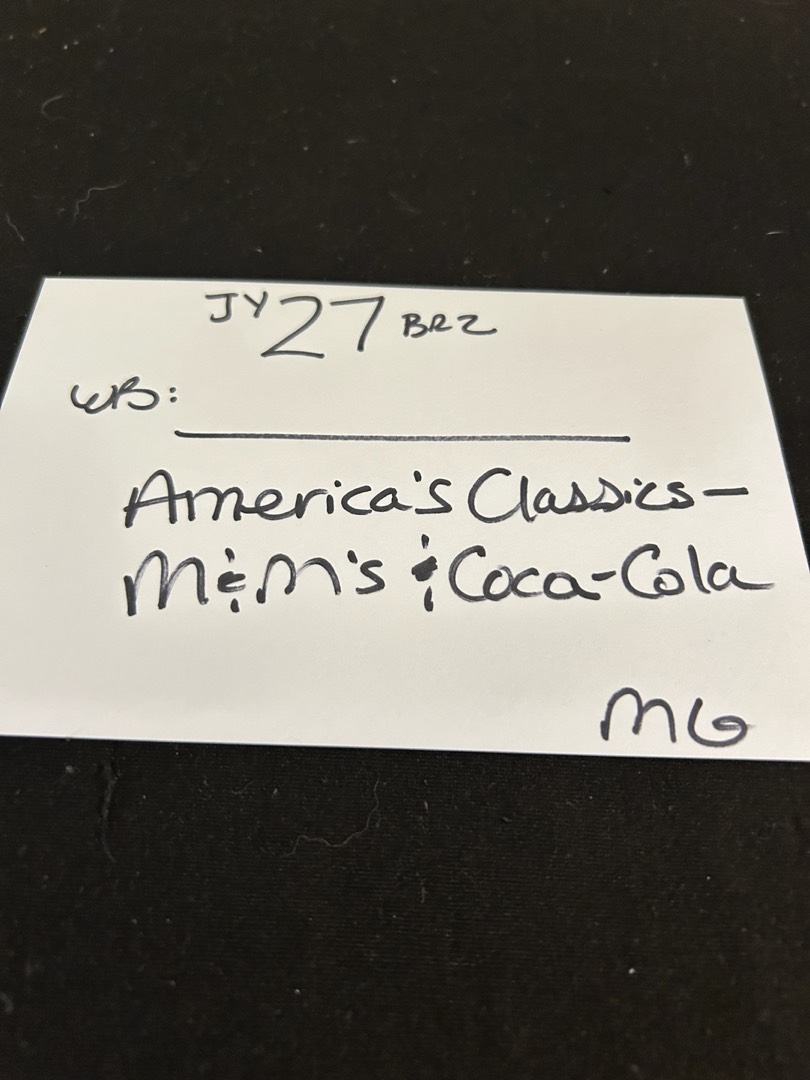 JY 27 BRZ
WB:
America's Classics-
M&M's & Coca-Cola
MG